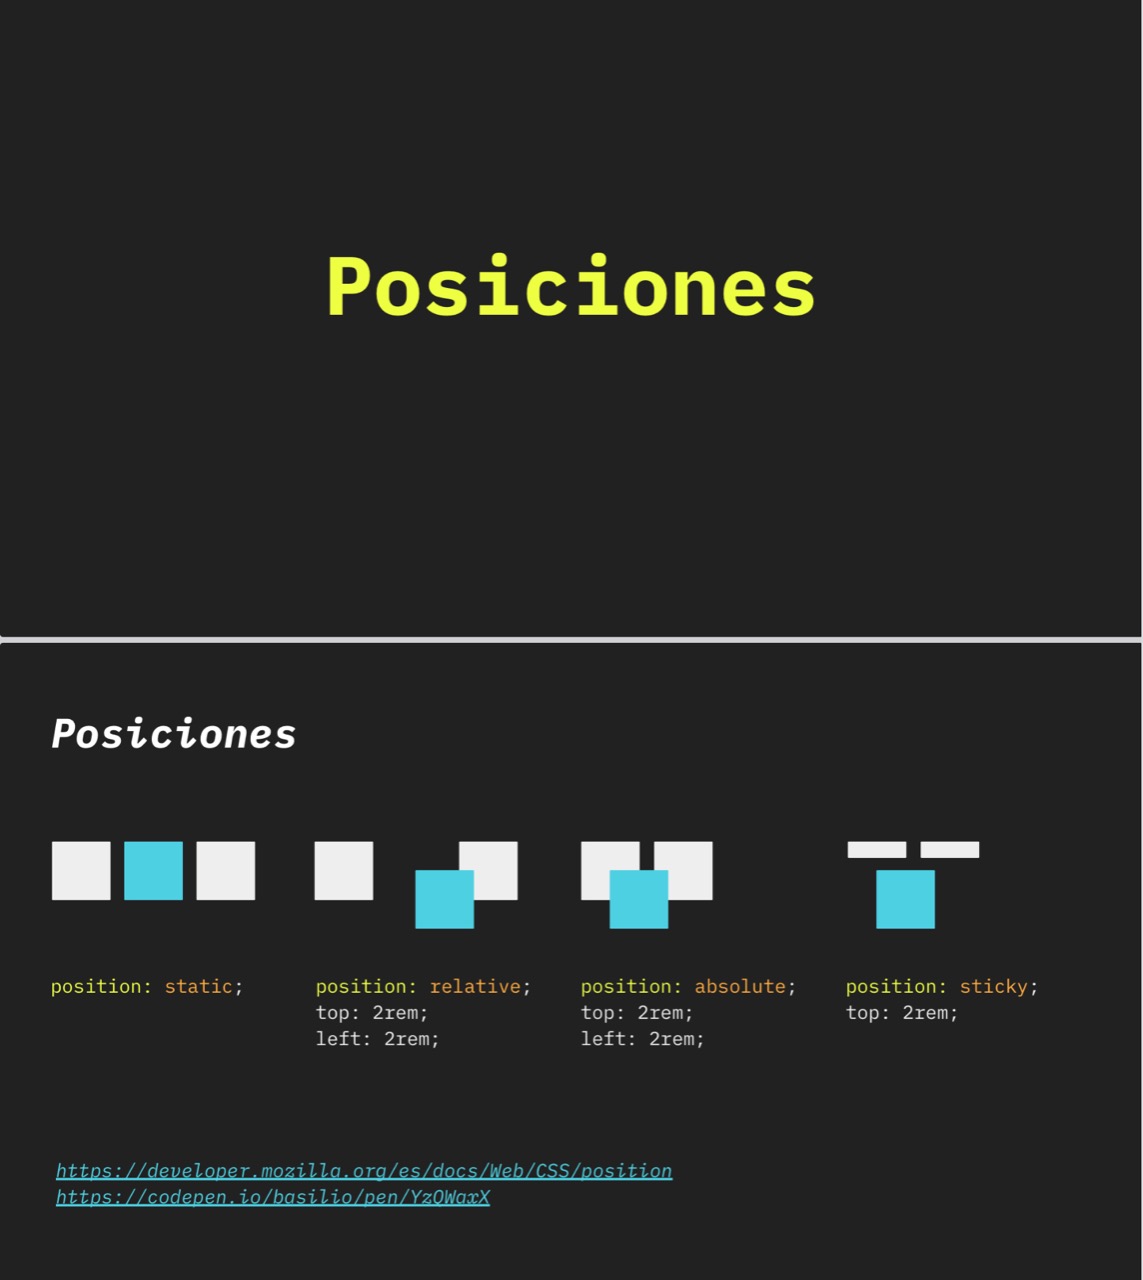 Posiciones
Posiciones
position: static;
position: relative;
top: 2rem;
left: 2rem;
position: absolute;
top: 2rem;
left: 2rem;
position: sticky;
top: 2rem;
https://developer.mozilla.org/es/docs/Web/CSS/position
https://codepen.io/basilio/pen/YzQWaxX